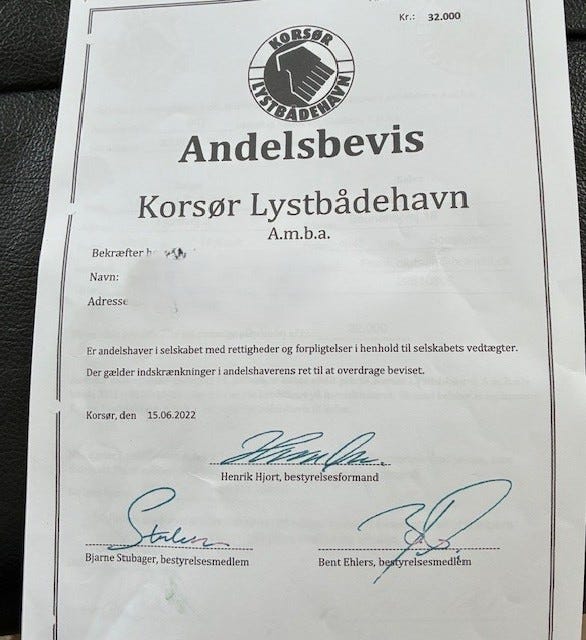 Kr.: 32.000
KORSØR
LYSTBÅDEHAVN
Andelsbevis
Korsør Lystbådehavn
A.m.b.a.
Bekræfter
Navn:
Adresse
Er andelshaver i selskabet med rettigheder og forpligtelser i henhold til selskabets vedtægter.
Der gælder indskrænkninger i andelshaverens ret til at overdrage beviset.
Korsør, den 15.06.2022
Henrik Hjort, bestyrelsesformand
Bjarne Stubager, bestyrelsesmedlem
Bent Ehlers, bestyrelsesmedlem